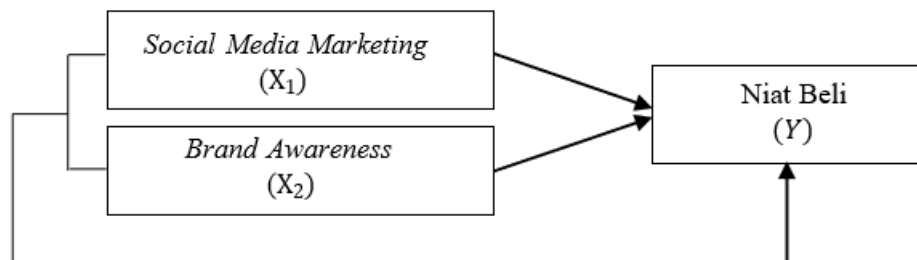 Social Media Marketing
(X₁)
Brand Awareness
(X₂)
Niat Beli
(Y)